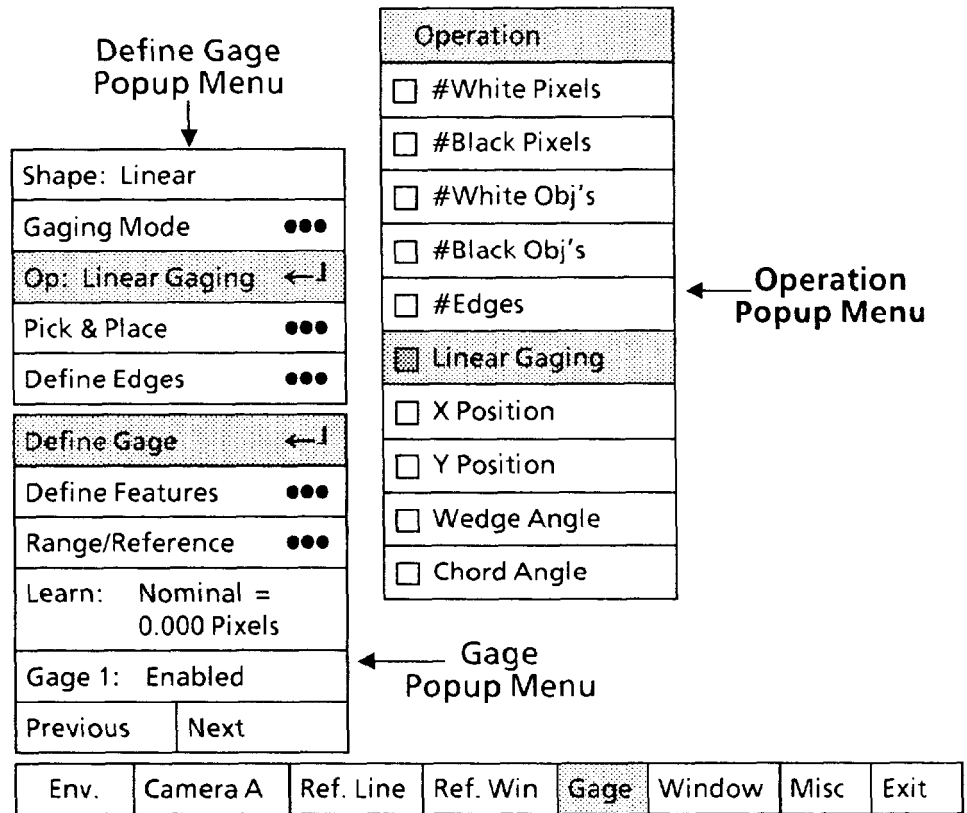 Define Gage
Popup Menu
Shape: Linear
Gaging Mode ●●●
Op: Linear Gaging ←┘
Pick & Place ●●●
Define Edges ●●●
Define Gage ←┘
Define Features ●●●
Range/Reference ●●●
Learn: Nominal =
0.000 Pixels
Gage 1: Enabled
Previous Next
Operation
#White Pixels
#Black Pixels
#White Obj's
#Black Obj's
#Edges
Linear Gaging
X Position
Y Position
Wedge Angle
Chord Angle
Operation
Popup Menu
Gage
Popup Menu
Env. Camera A Ref. Line Ref. Win Gage Window Misc Exit